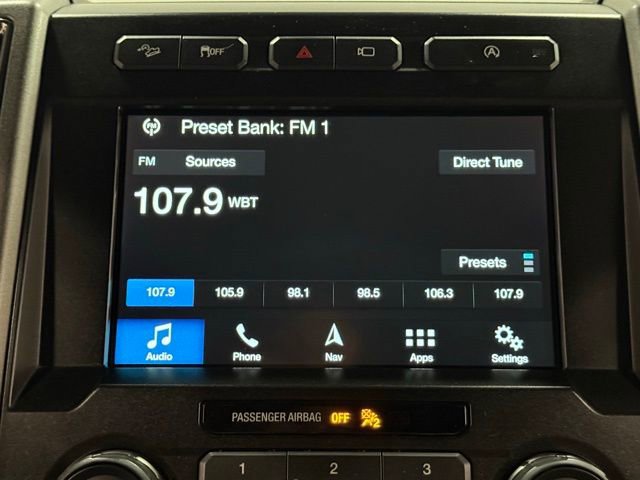 OFF
A
Preset Bank: FM 1
FM Sources Direct Tune
107.9 WBT
Presets
107.9 105.9 98.1 98.5 106.3 107.9
Audio Phone Nav Apps Settings
PASSENGER AIRBAG OFF 2
1 2 3